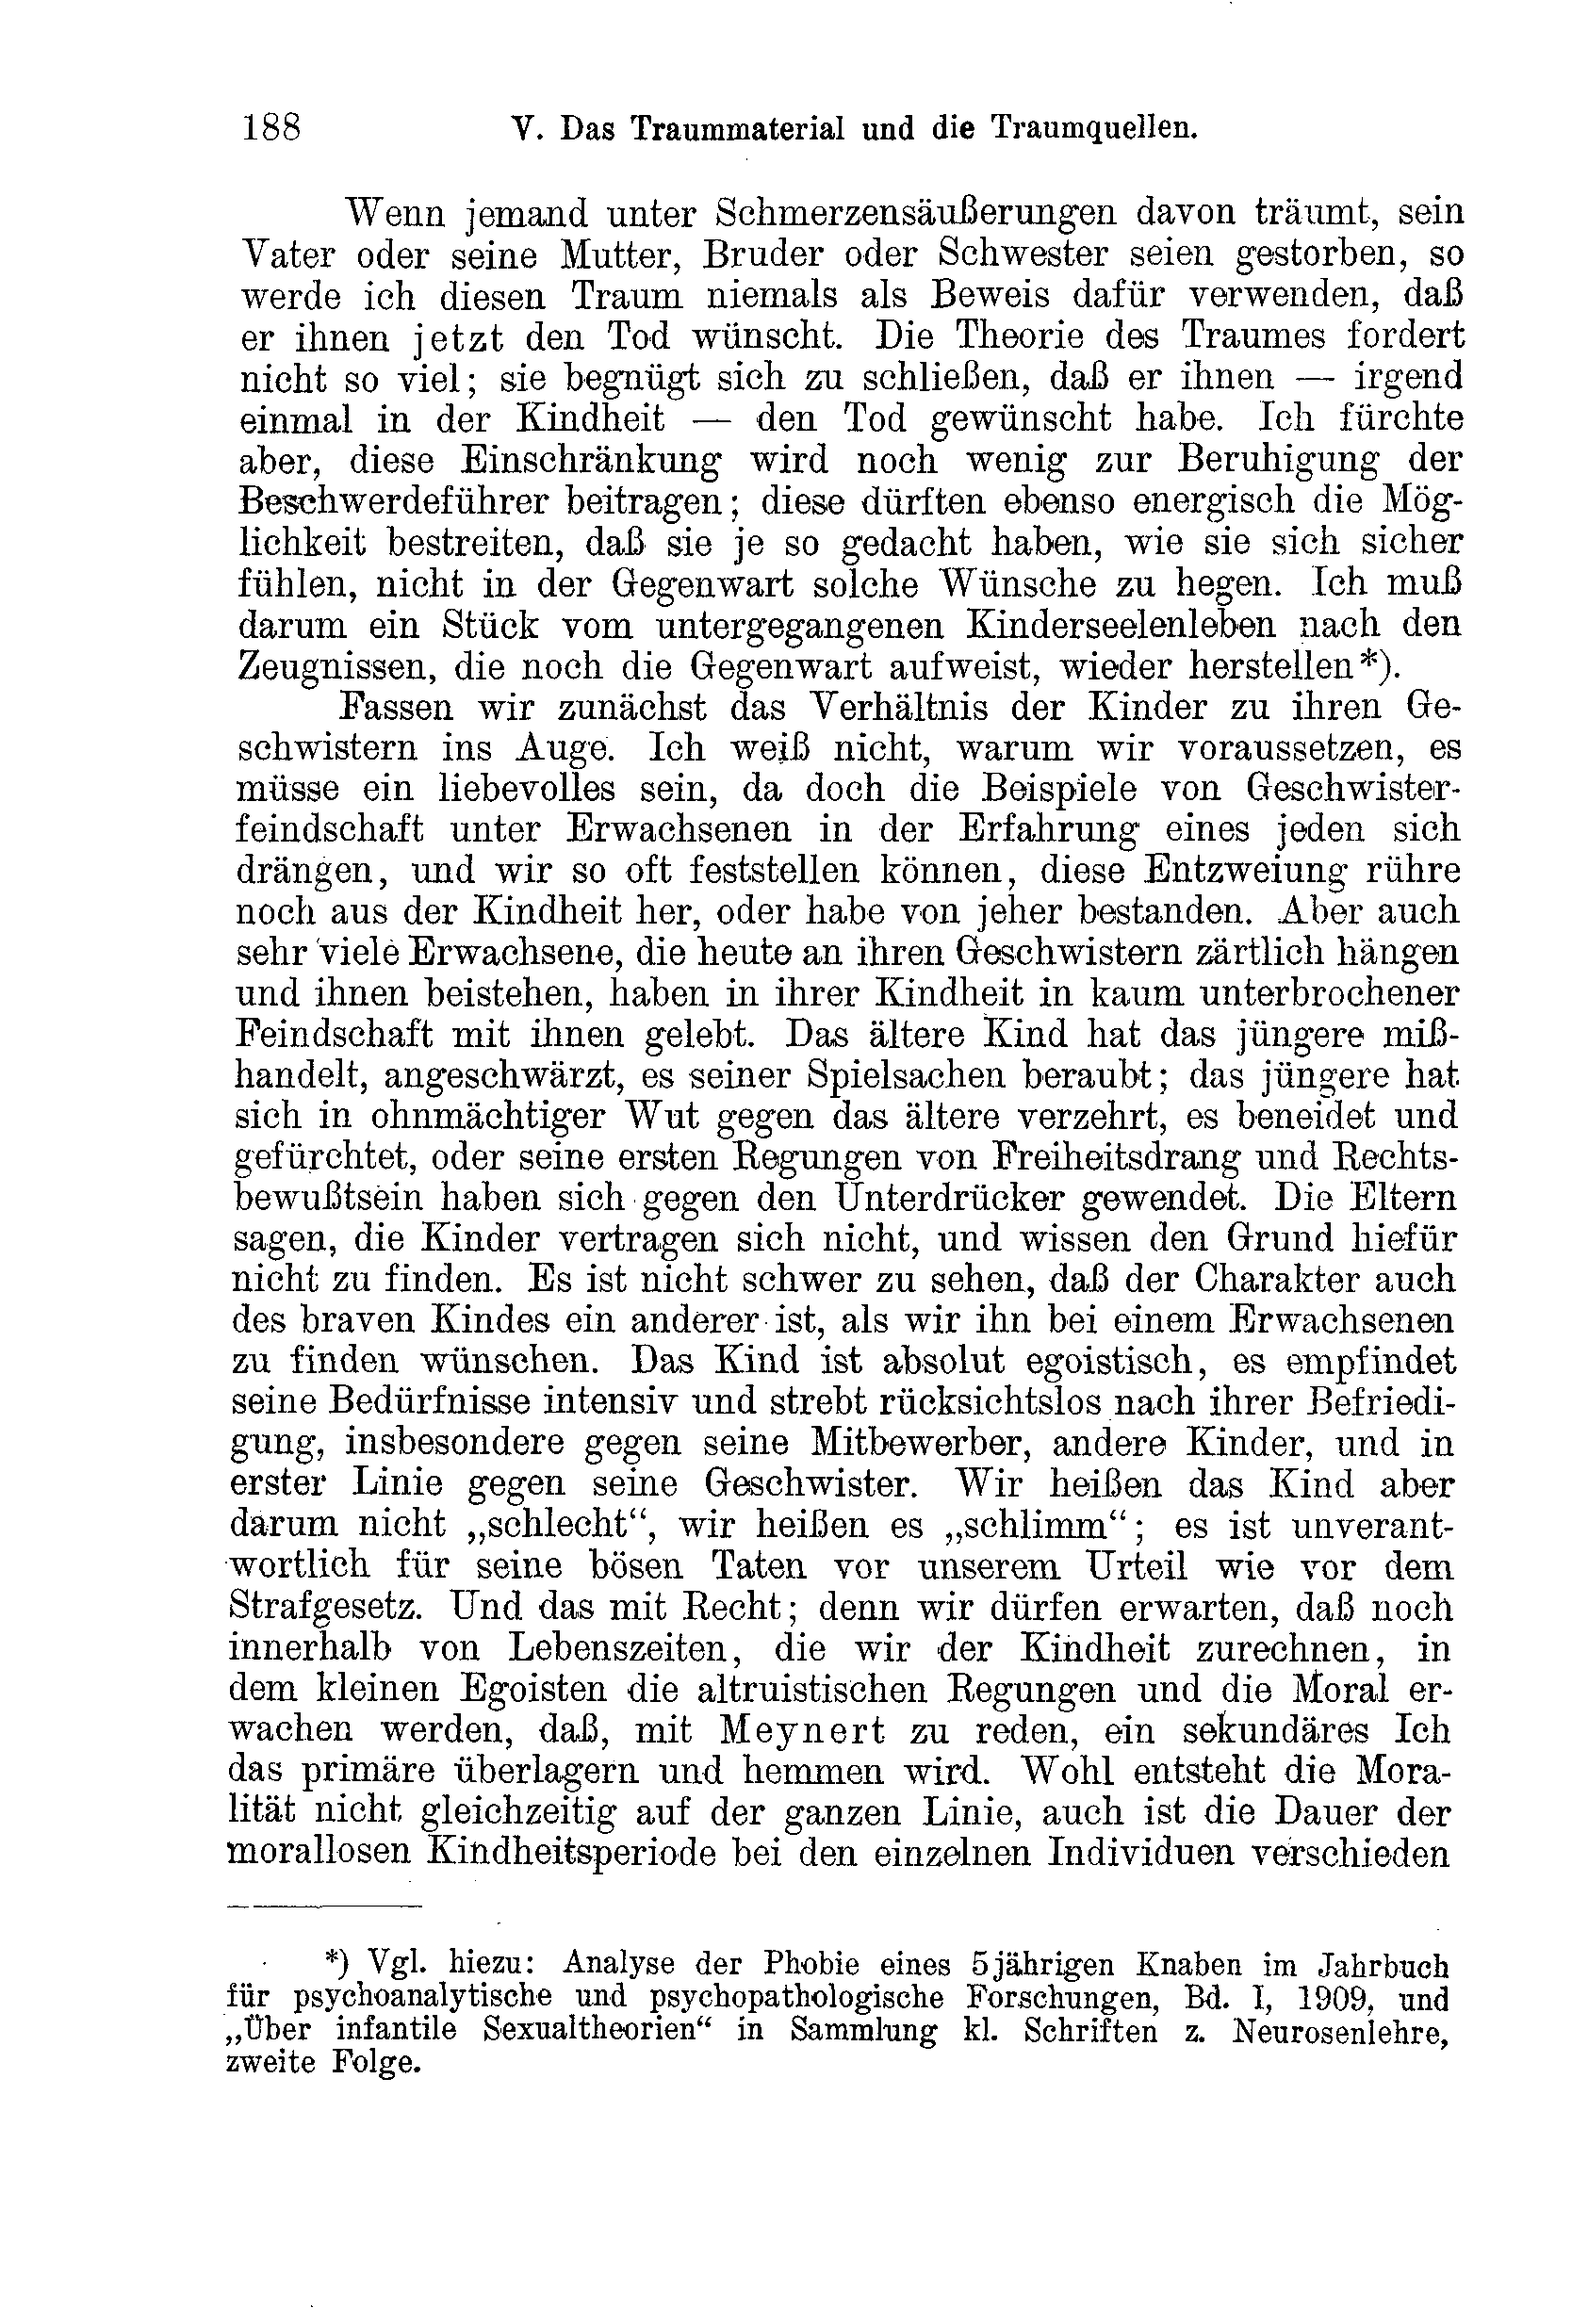 188 V. Das Traummaterial und die Traumquellen.
Wenn jemand unter Schmerzensäußerungen davon träumt, sein
Vater oder seine Mutter, Bruder oder Schwester seien gestorben, so
werde ich diesen Traum niemals als Beweis dafür verwenden, daß
er ihnen jetzt den Tod wünscht. Die Theorie des Traumes fordert
nicht so viel; sie begnügt sich zu schließen, daß er ihnen — irgend
einmal in der Kindheit — den Tod gewünscht habe. Ich fürchte
aber, diese Einschränkung wird noch wenig zur Beruhigung der
Beschwerdeführer beitragen; diese dürften ebenso energisch die Mög-
lichkeit bestreiten, daß sie je so gedacht haben, wie sie sich sicher
fühlen, nicht in der Gegenwart solche Wünsche zu hegen. Ich muß
darum ein Stück vom untergegangenen Kinderseelenleben nach den
Zeugnissen, die noch die Gegenwart aufweist, wieder herstellen*).
Fassen wir zunächst das Verhältnis der Kinder zu ihren Ge-
schwistern ins Auge. Ich weiß nicht, warum wir voraussetzen, es
müsse ein liebevolles sein, da doch die Beispiele von Geschwister-
feindschaft unter Erwachsenen in der Erfahrung eines jeden sich
drängen, und wir so oft feststellen können, diese Entzweiung rühre
noch aus der Kindheit her, oder habe von jeher bestanden. Aber auch
sehr viele Erwachsene, die heute an ihren Geschwistern zärtlich hängen
und ihnen beistehen, haben in ihrer Kindheit in kaum unterbrochener
Feindschaft mit ihnen gelebt. Das ältere Kind hat das jüngere miß-
handelt, angeschwärzt, es seiner Spielsachen beraubt; das jüngere hat
sich in ohnmächtiger Wut gegen das ältere verzehrt, es beneidet und
gefürchtet, oder seine ersten Regungen von Freiheitsdrang und Rechts-
bewußtsein haben sich gegen den Unterdrücker gewendet. Die Eltern
sagen, die Kinder vertragen sich nicht, und wissen den Grund hiefür
nicht zu finden. Es ist nicht schwer zu sehen, daß der Charakter auch
des braven Kindes ein anderer ist, als wir ihn bei einem Erwachsenen
zu finden wünschen. Das Kind ist absolut egoistisch, es empfindet
seine Bedürfnisse intensiv und strebt rücksichtslos nach ihrer Befriedi-
gung, insbesondere gegen seine Mitbewerber, andere Kinder, und in
erster Linie gegen seine Geschwister. Wir heißen das Kind aber
darum nicht „schlecht“, wir heißen es „schlimm“; es ist unverant-
wortlich für seine bösen Taten vor unserem Urteil wie vor dem
Strafgesetz. Und das mit Recht; denn wir dürfen erwarten, daß noch
innerhalb von Lebenszeiten, die wir der Kindheit zurechnen, in
dem kleinen Egoisten die altruistischen Regungen und die Moral er-
wachen werden, daß, mit Meynert zu reden, ein sekundäres Ich
das primäre überlagern und hemmen wird. Wohl entsteht die Mora-
lität nicht gleichzeitig auf der ganzen Linie, auch ist die Dauer der
morallosen Kindheitsperiode bei den einzelnen Individuen verschieden
*) Vgl. hiezu: Analyse der Phobie eines 5jährigen Knaben im Jahrbuch
für psychoanalytische und psychopathologische Forschungen, Bd. I, 1909, und
„Über infantile Sexualtheorien“ in Sammlung kl. Schriften z. Neurosenlehre,
zweite Folge.